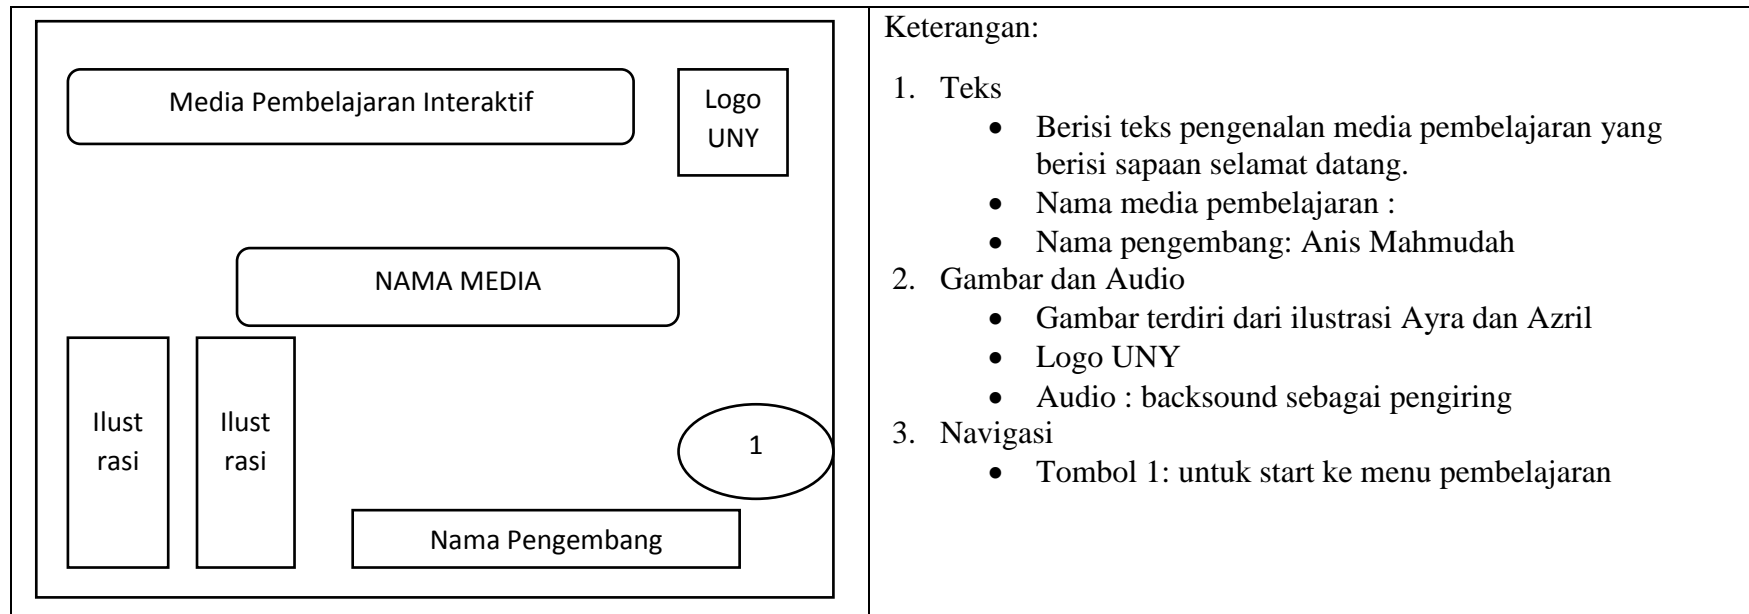 Media Pembelajaran Interaktif
Logo
UNY
NAMA MEDIA
Ilust
rasi
Ilust
rasi
1
Nama Pengembang
Keterangan:
1. Teks
• Berisi teks pengenalan media pembelajaran yang
berisi sapaan selamat datang.
• Nama media pembelajaran :
• Nama pengembang: Anis Mahmudah
2. Gambar dan Audio
• Gambar terdiri dari ilustrasi Ayra dan Azril
• Logo UNY
• Audio : backsound sebagai pengiring
3. Navigasi
• Tombol 1: untuk start ke menu pembelajaran